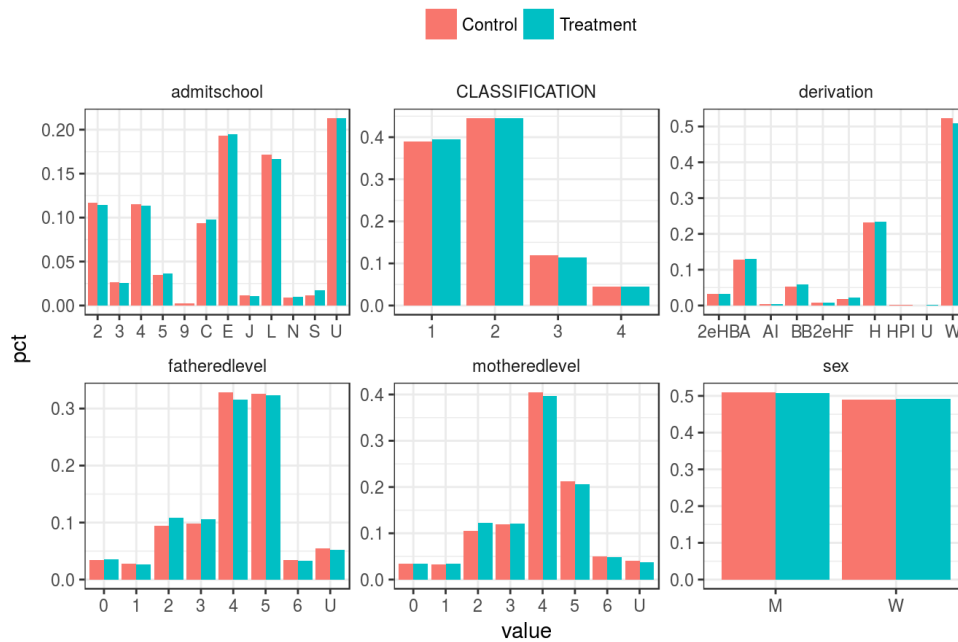 Control Treatment
admitschool CLASSIFICATION derivation
0.20
0.15
0.10
0.05
0.00
2 3 4 5 9 C E J L N S U
0.4
0.3
0.2
0.1
0.0
1 2 3 4
0.5
0.4
0.3
0.2
0.1
0.0
2eHBA AI BB2eHF H HPI U W
pct
fatheredlevel motheredlevel sex
0.3
0.2
0.1
0.0
0 1 2 3 4 5 6 U
0.4
0.3
0.2
0.1
0.0
0 1 2 3 4 5 6 U
0.5
0.4
0.3
0.2
0.1
0.0
M W
value